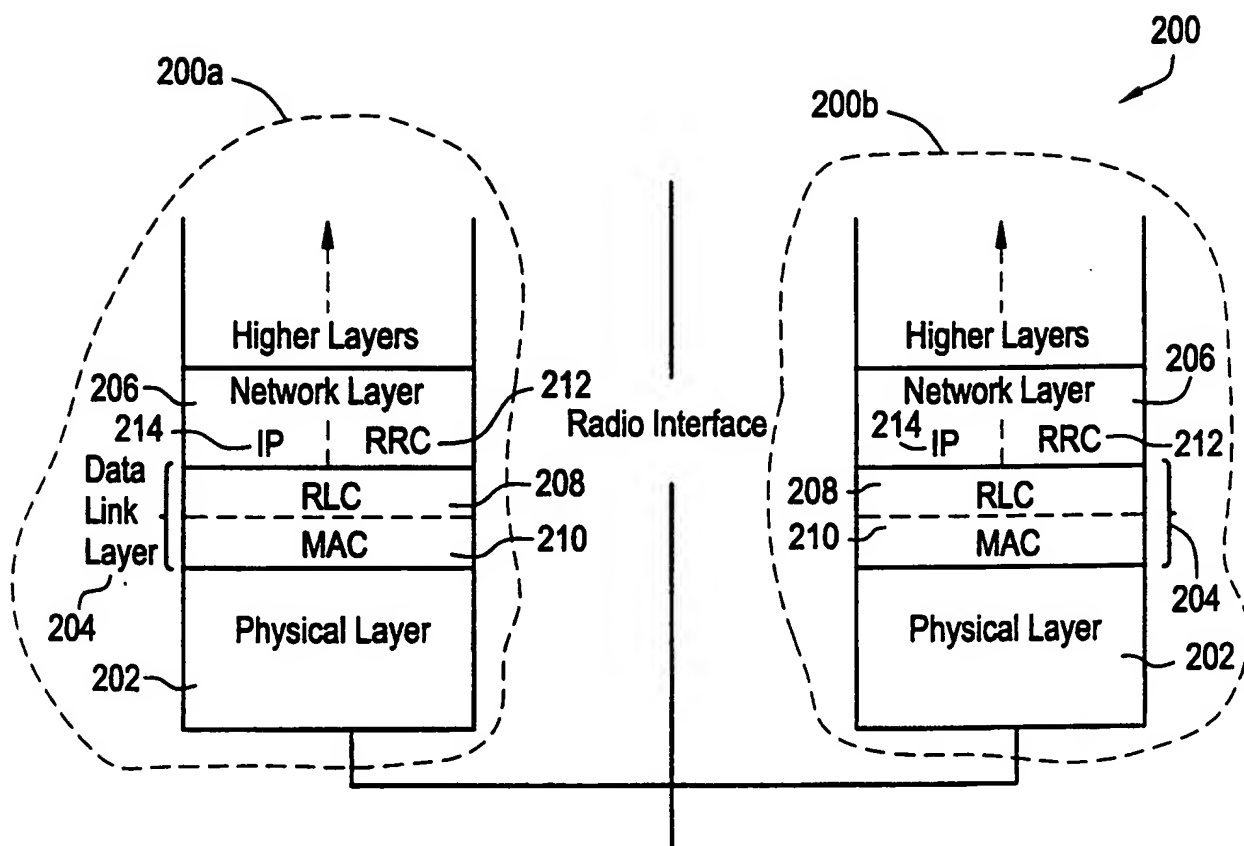 200
200a
200b
Higher Layers
206
Network Layer
212
214
IP
RRC
Data
Link
Layer
RLC
208
MAC
210
204
Physical Layer
202
Radio Interface
Higher Layers
Network Layer
206
214
IP
RRC
212
208
RLC
210
MAC
204
Physical Layer
202